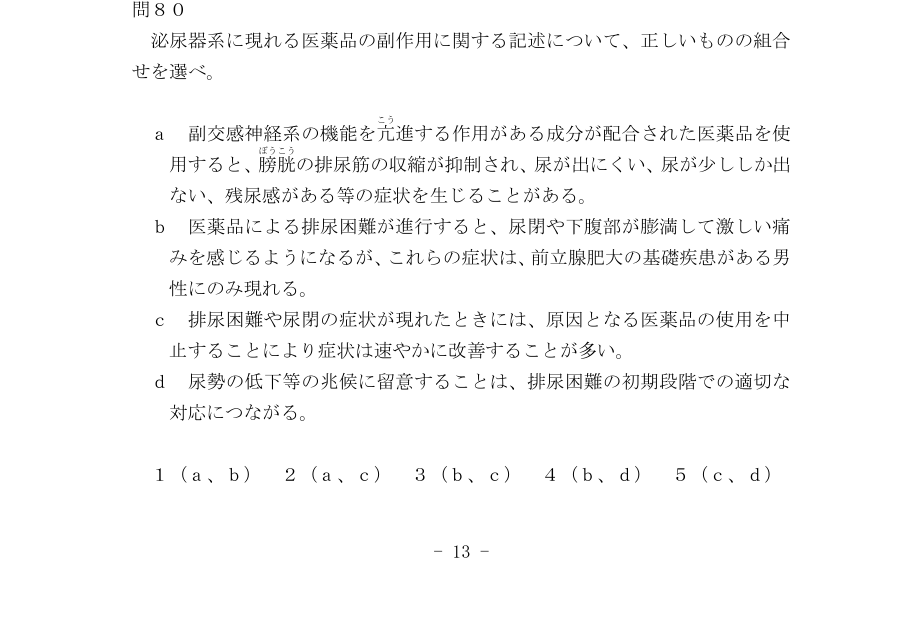 問８０
泌尿器系に現れる医薬品の副作用に関する記述について、正しいものの組合
せを選べ。
こう
ａ　副交感神経系の機能を亢進する作用がある成分が配合された医薬品を使
ぼうこう
用すると、膀胱の排尿筋の収縮が抑制され、尿が出にくい、尿が少ししか出
ない、残尿感がある等の症状を生じることがある。
ｂ　医薬品による排尿困難が進行すると、尿閉や下腹部が膨満して激しい痛
みを感じるようになるが、これらの症状は、前立腺肥大の基礎疾患がある男
性にのみ現れる。
ｃ　排尿困難や尿閉の症状が現れたときには、原因となる医薬品の使用を中
止することにより症状は速やかに改善することが多い。
ｄ　尿勢の低下等の兆候に留意することは、排尿困難の初期段階での適切な
対応につながる。
１（ａ、ｂ）　２（ａ、ｃ）　３（ｂ、ｃ）　４（ｂ、ｄ）　５（ｃ、ｄ）
- 13 -